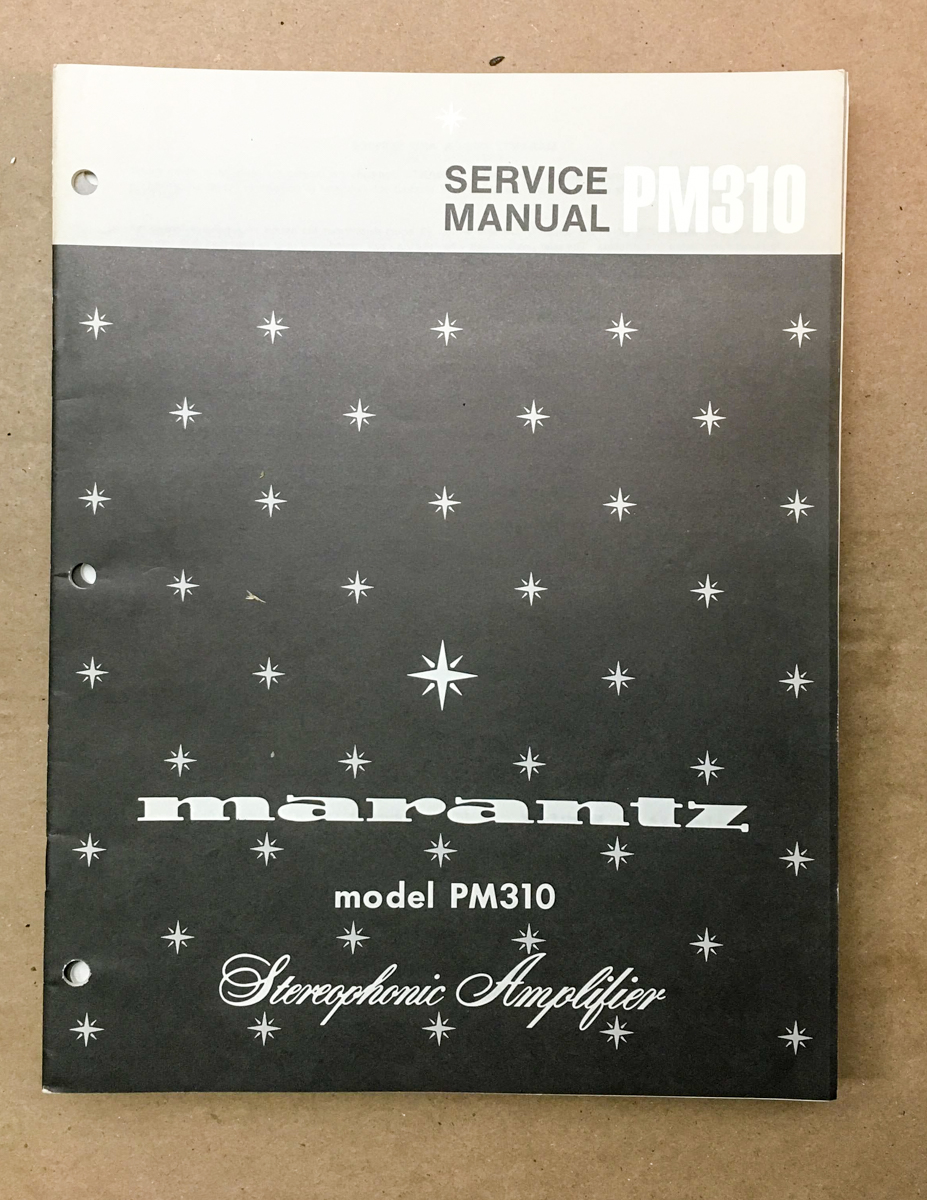 SERVICE
MANUAL PM310
marantz
model PM310
Stereophonic Amplifier